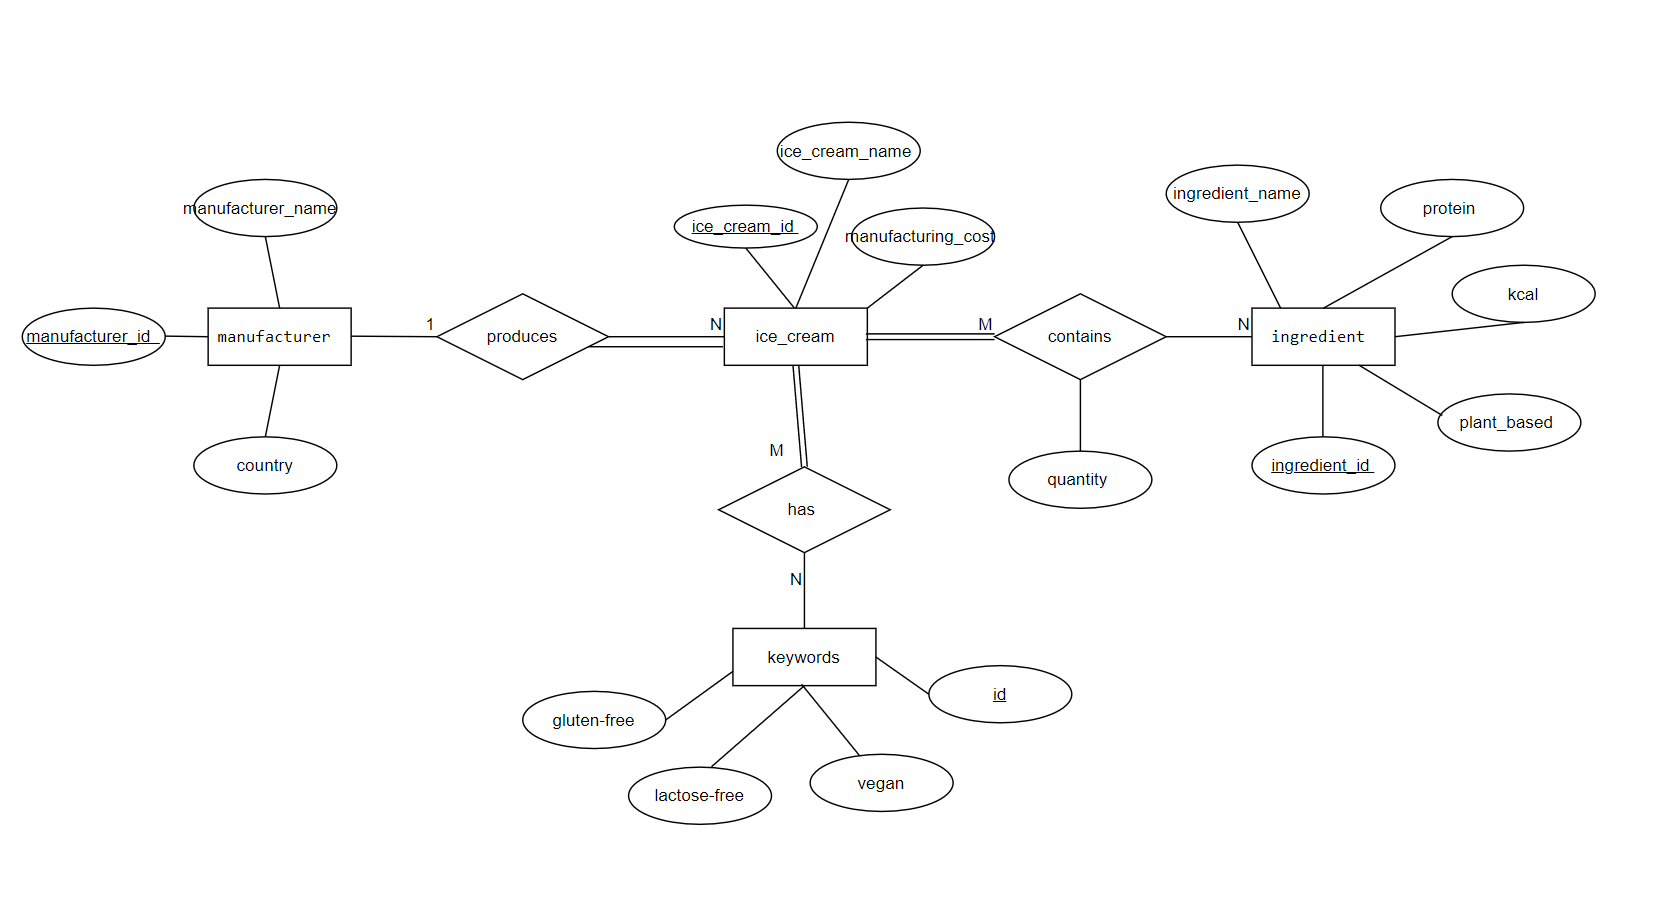 ice_cream_name
ingredient_name
protein
manufacturer_name
ice_cream_id
manufacturing_cost
kcal
manufacturer_id
manufacturer
1
produces
N
ice_cream
M
contains
N
ingredient
plant_based
country
M
ingredient_id
quantity
has
N
keywords
id
gluten-free
vegan
lactose-free